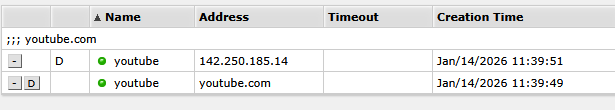 Name Address Timeout Creation Time
;;; youtube.com
- D youtube 142.250.185.14 Jan/14/2026 11:39:51
- D youtube youtube.com Jan/14/2026 11:39:49